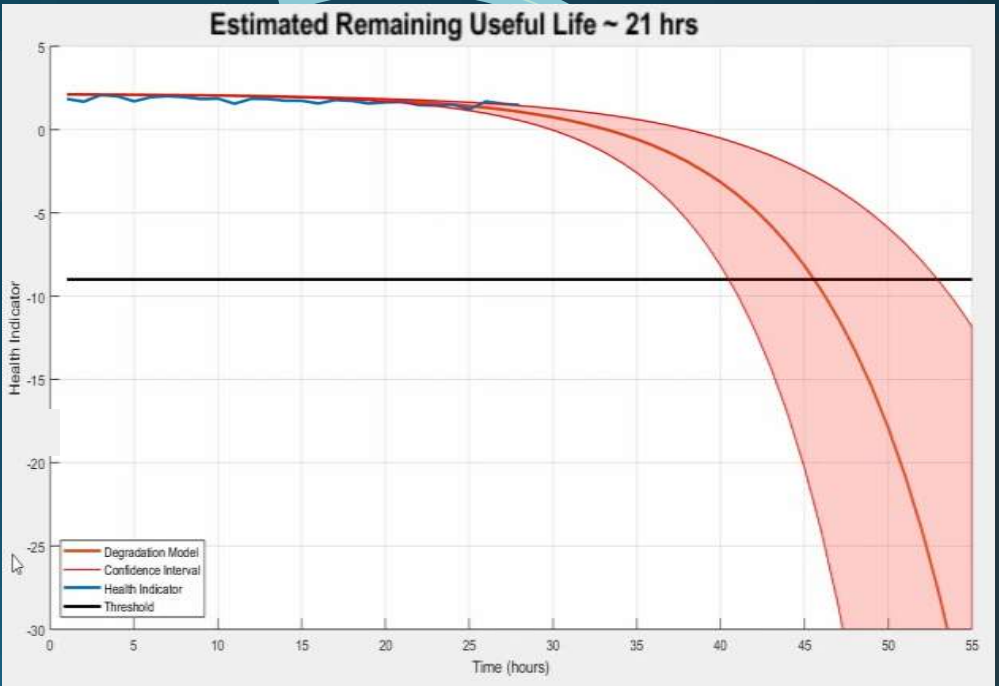 Estimated Remaining Useful Life ~ 21 hrs
5
0
-5
-10
-15
-20
-25
-30
Health Indicator
Degradation Model
Confidence Interval
Health Indicator
Threshold
0 5 10 15 20 25 30 35 40 45 50 55
Time (hours)